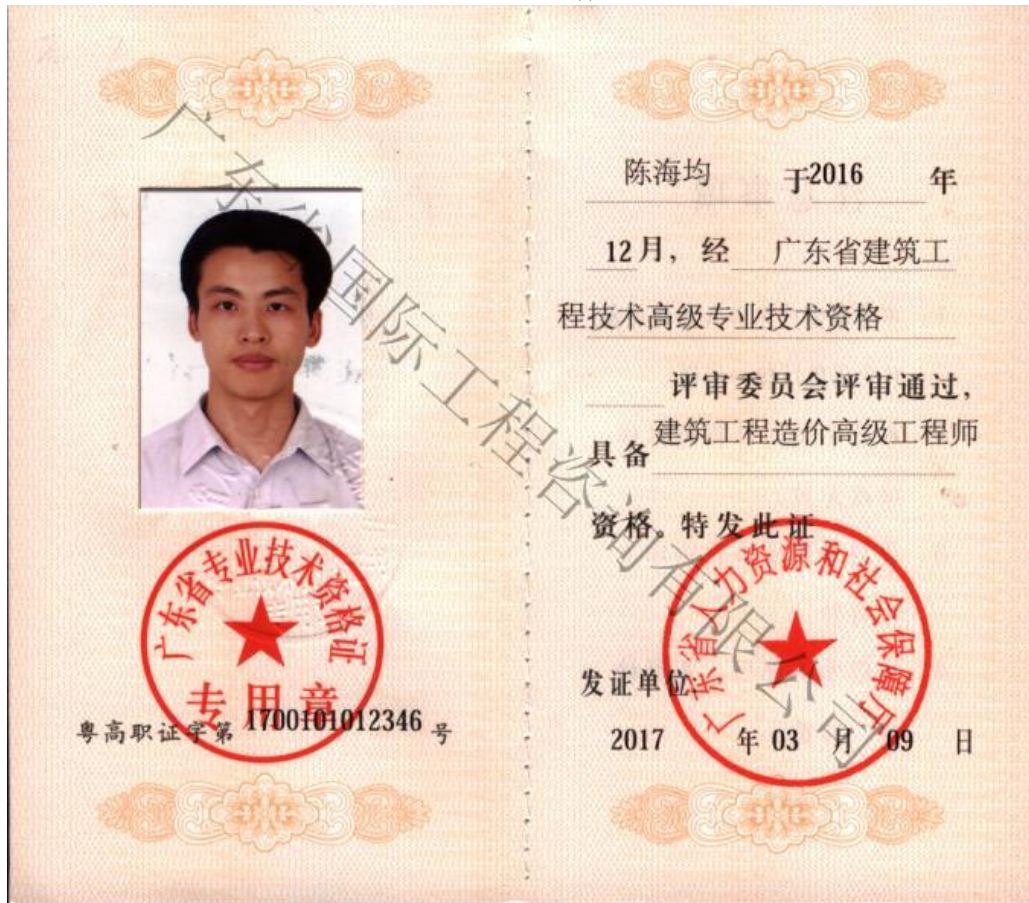 广东省国际工程咨询有限公司
广东省专业技术资格证
专用章
粤高职证字第 1700101012346 号
陈海均 于2016 年
12月，经 广东省建筑工
程技术高级专业技术资格
评审委员会评审通过，
具备 建筑工程造价高级工程师
资格。特发此证
广东省人力资源和社会保障厅
发证单位
2017 年 03 月 09 日